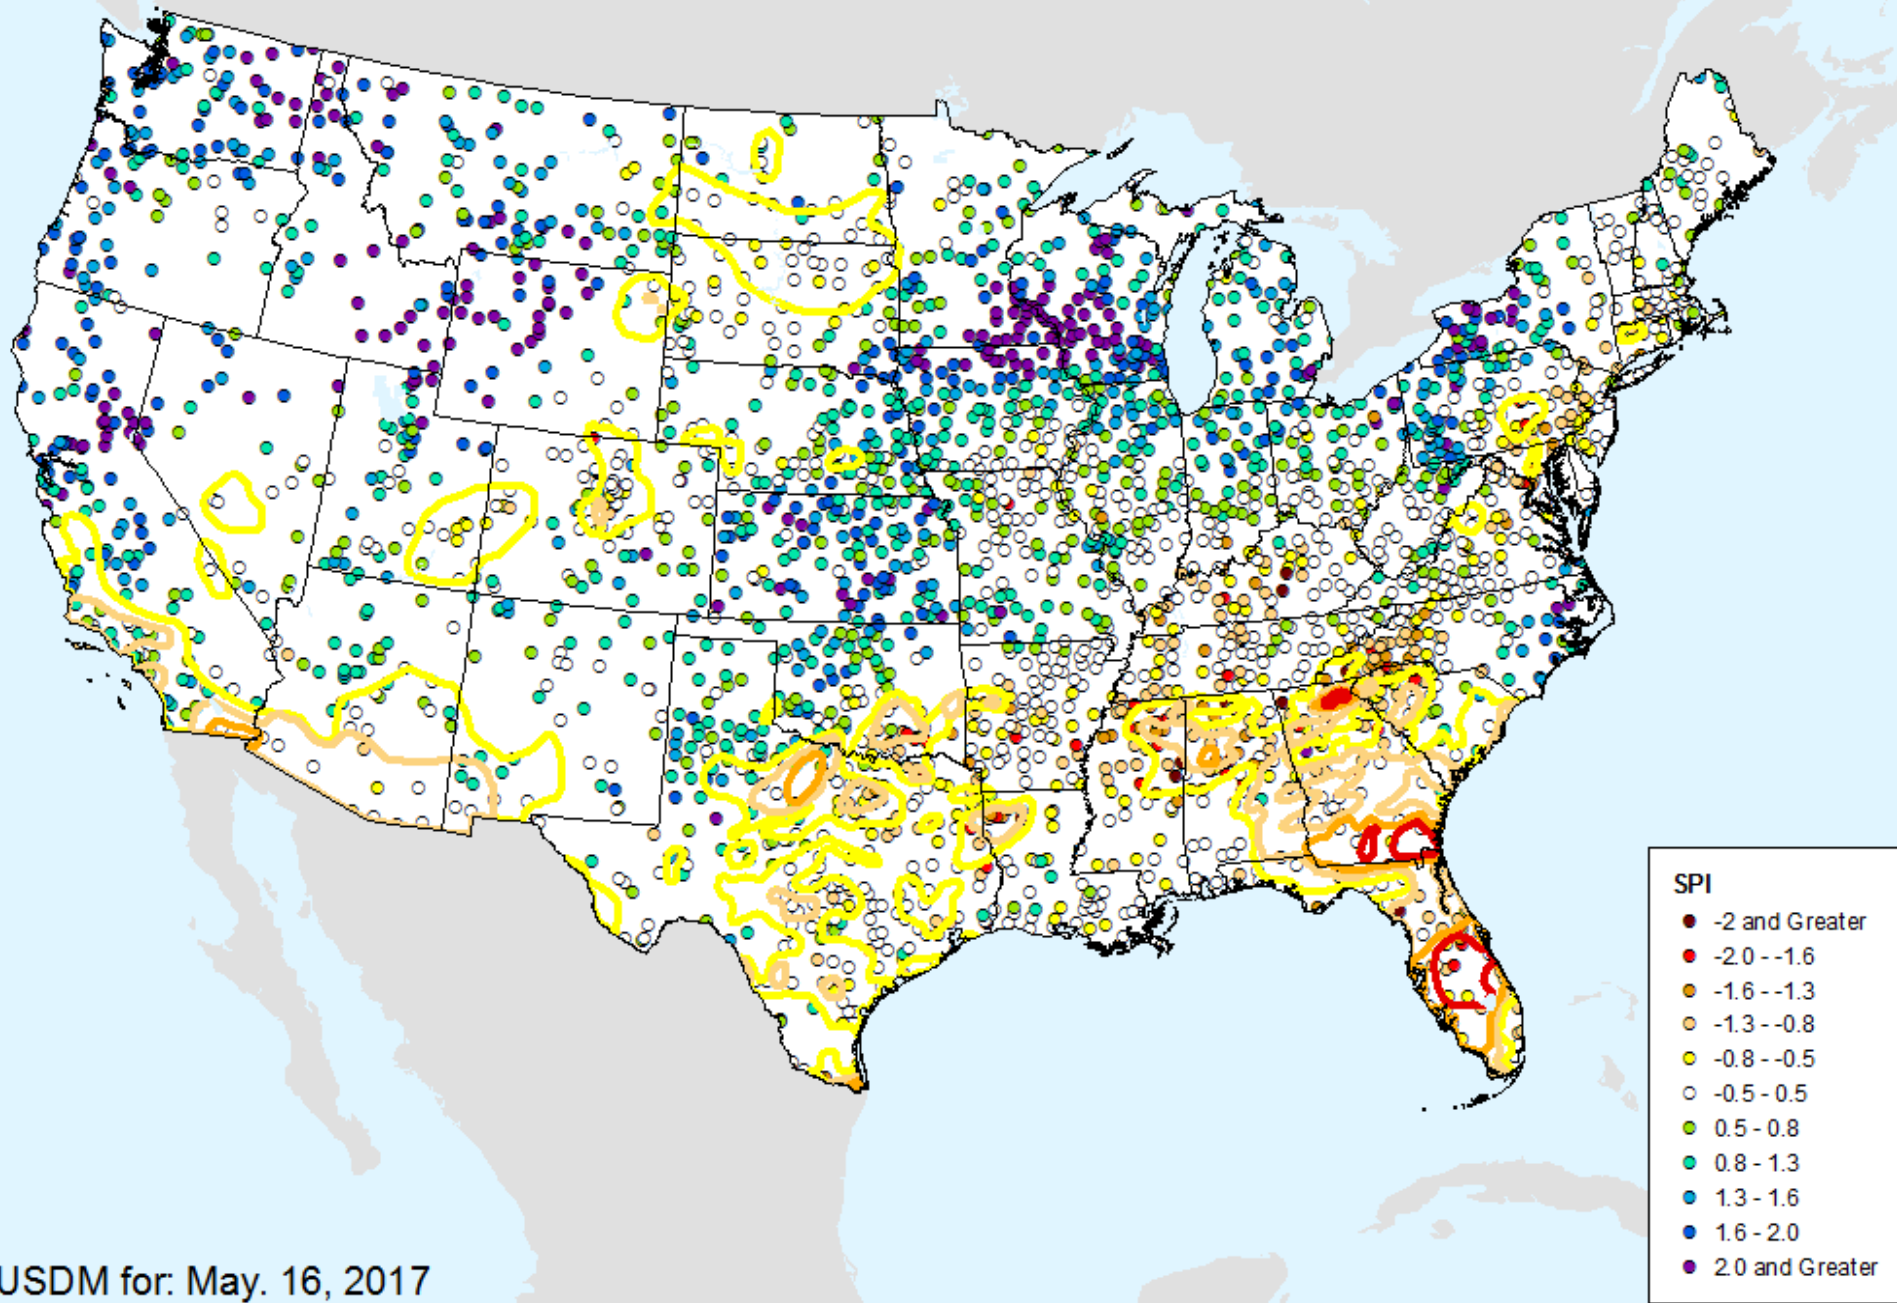 SPI
-2 and Greater
-2.0 - -1.6
-1.6 - -1.3
-1.3 - -0.8
-0.8 - -0.5
-0.5 - 0.5
0.5 - 0.8
0.8 - 1.3
1.3 - 1.6
1.6 - 2.0
2.0 and Greater
USDM for: May. 16, 2017